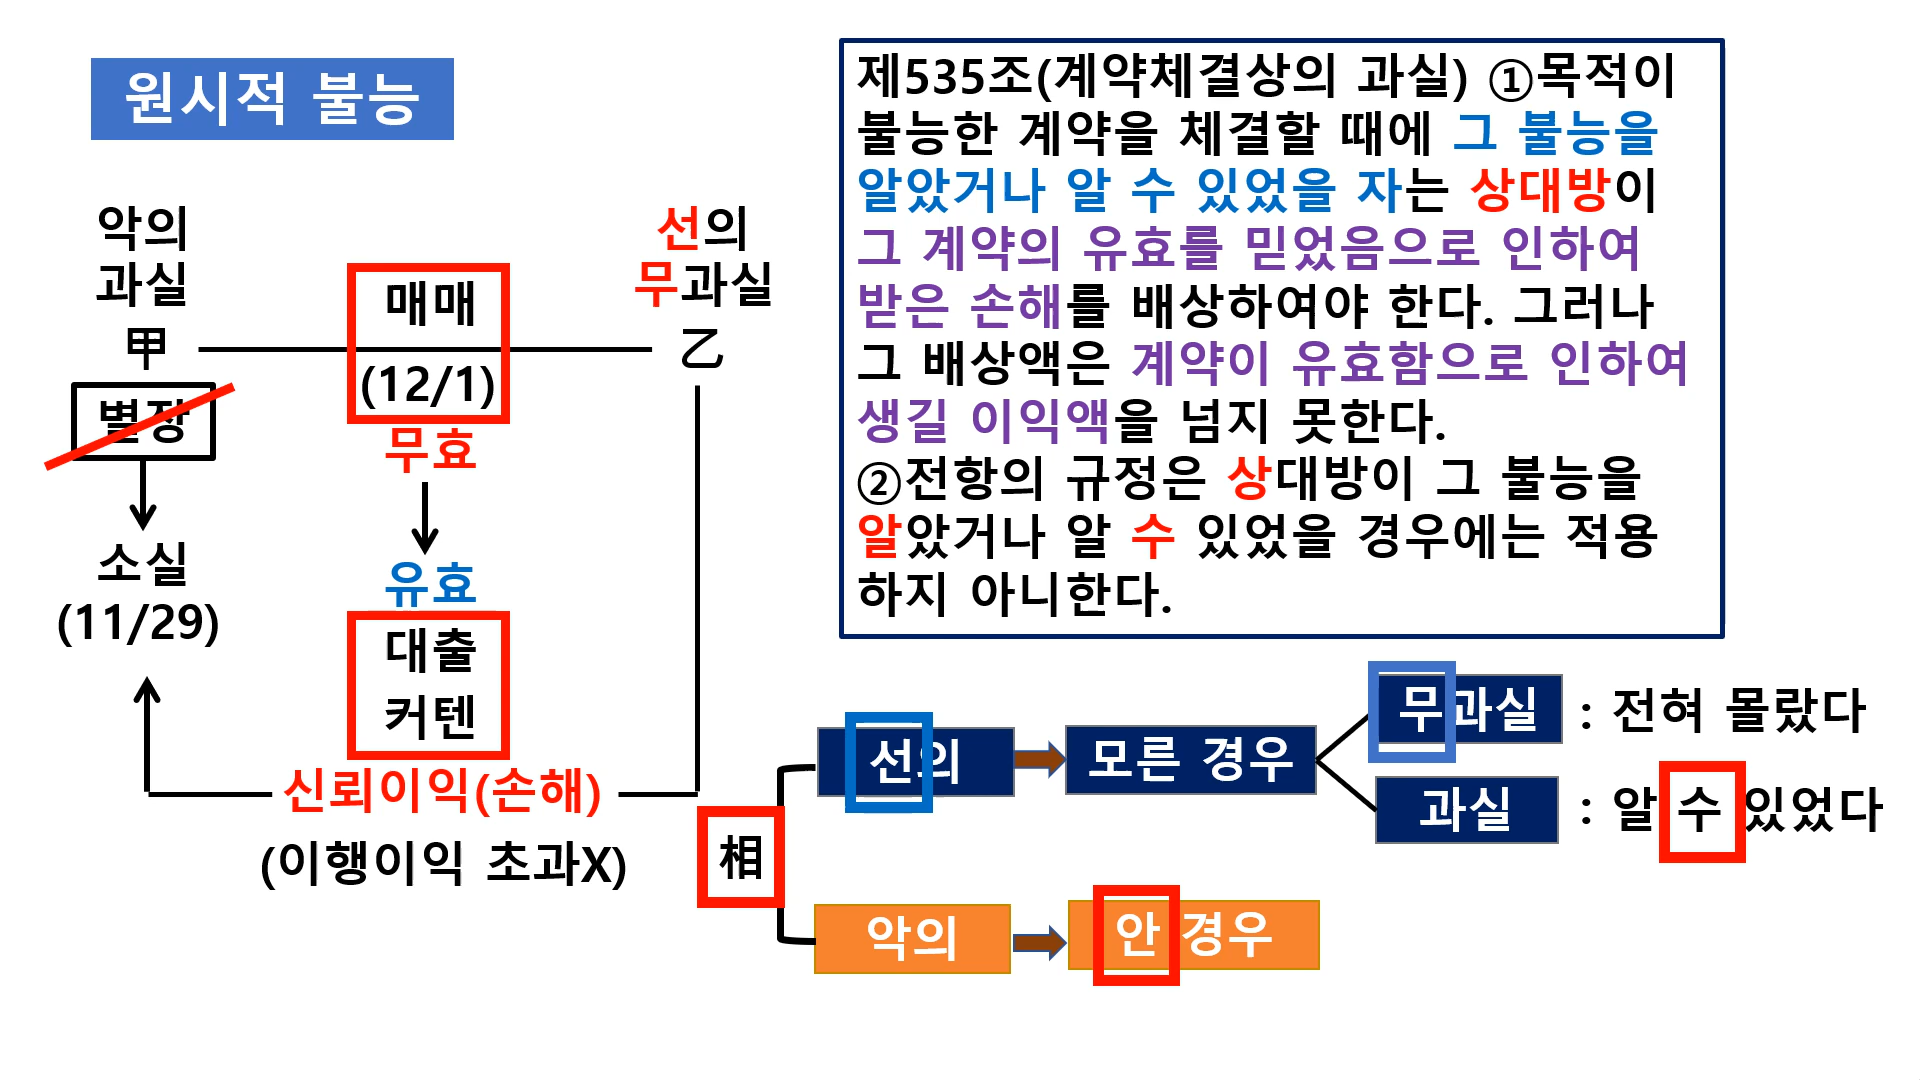 원시적 불능
제535조(계약체결상의 과실) ①목적이
불능한 계약을 체결할 때에 그 불능을
알았거나 알 수 있었을 자는 상대방이
그 계약의 유효를 믿었음으로 인하여
받은 손해를 배상하여야 한다. 그러나
그 배상액은 계약이 유효함으로 인하여
생길 이익액을 넘지 못한다.
②전항의 규정은 상대방이 그 불능을
알았거나 알 수 있었을 경우에는 적용
하지 아니한다.
악의
과실
甲
별장
소실
(11/29)
매매
(12/1)
무효
유효
대출
커텐
신뢰이익(손해)
(이행이익 초과X)
선의
무과실
乙
相
선의
모른 경우
무과실 : 전혀 몰랐다
과실 : 알 수 있었다
악의
안 경우